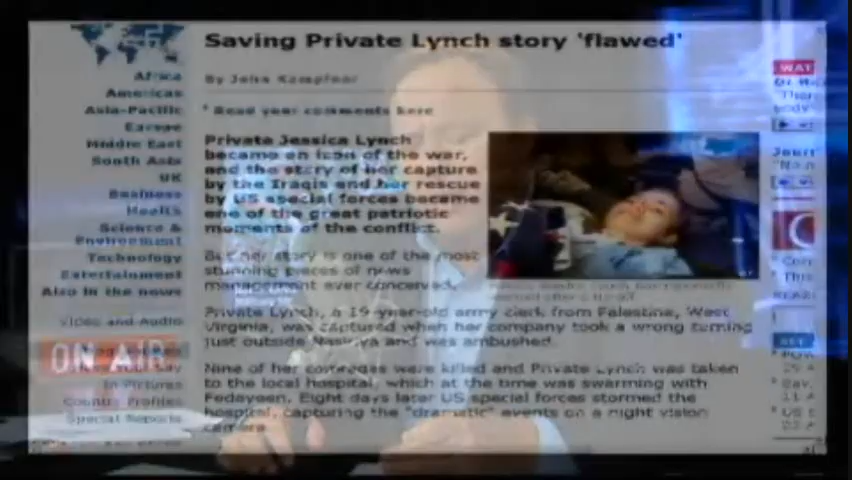 Saving Private Lynch story 'flawed'
By John Kampfner
Read your comments here
Africa
Americas
Asia-Pacific
Europe
Middle East
South Asia
UK
Business
Health
Science &
Environment
Technology
Entertainment
Also in the news
Video and Audio
In Pictures
Country Profiles
Special Reports
ON AIR
Private Jessica Lynch
became an icon of the war,
and the story of her capture
by the Iraqis and her rescue
by US special forces became
one of the great patriotic
moments of the conflict.
But her story is one of the most
stunning pieces of news
management ever conceived.
Private Lynch, a 19-year-old army clerk from Palestina, West
Virginia, was captured when her company took a wrong turning
just outside Nasiriya and was ambushed.
Nine of her comrades were killed and Private Lynch was taken
to the local hospital, which at the time was swarming with
Fedayeen. Eight days later US special forces stormed the
hospital, capturing the "dramatic" events on a night vision
camera.
WAT